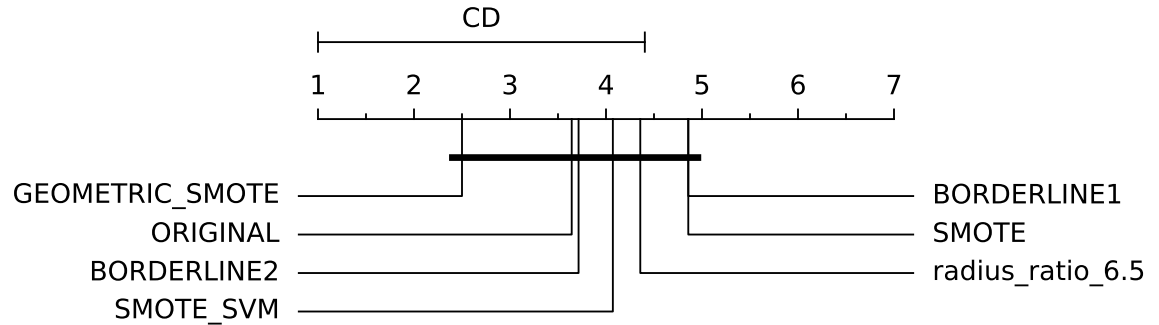 CD
1 2 3 4 5 6 7
GEOMETRIC_SMOTE BORDERLINE1
ORIGINAL SMOTE
BORDERLINE2 radius_ratio_6.5
SMOTE_SVM